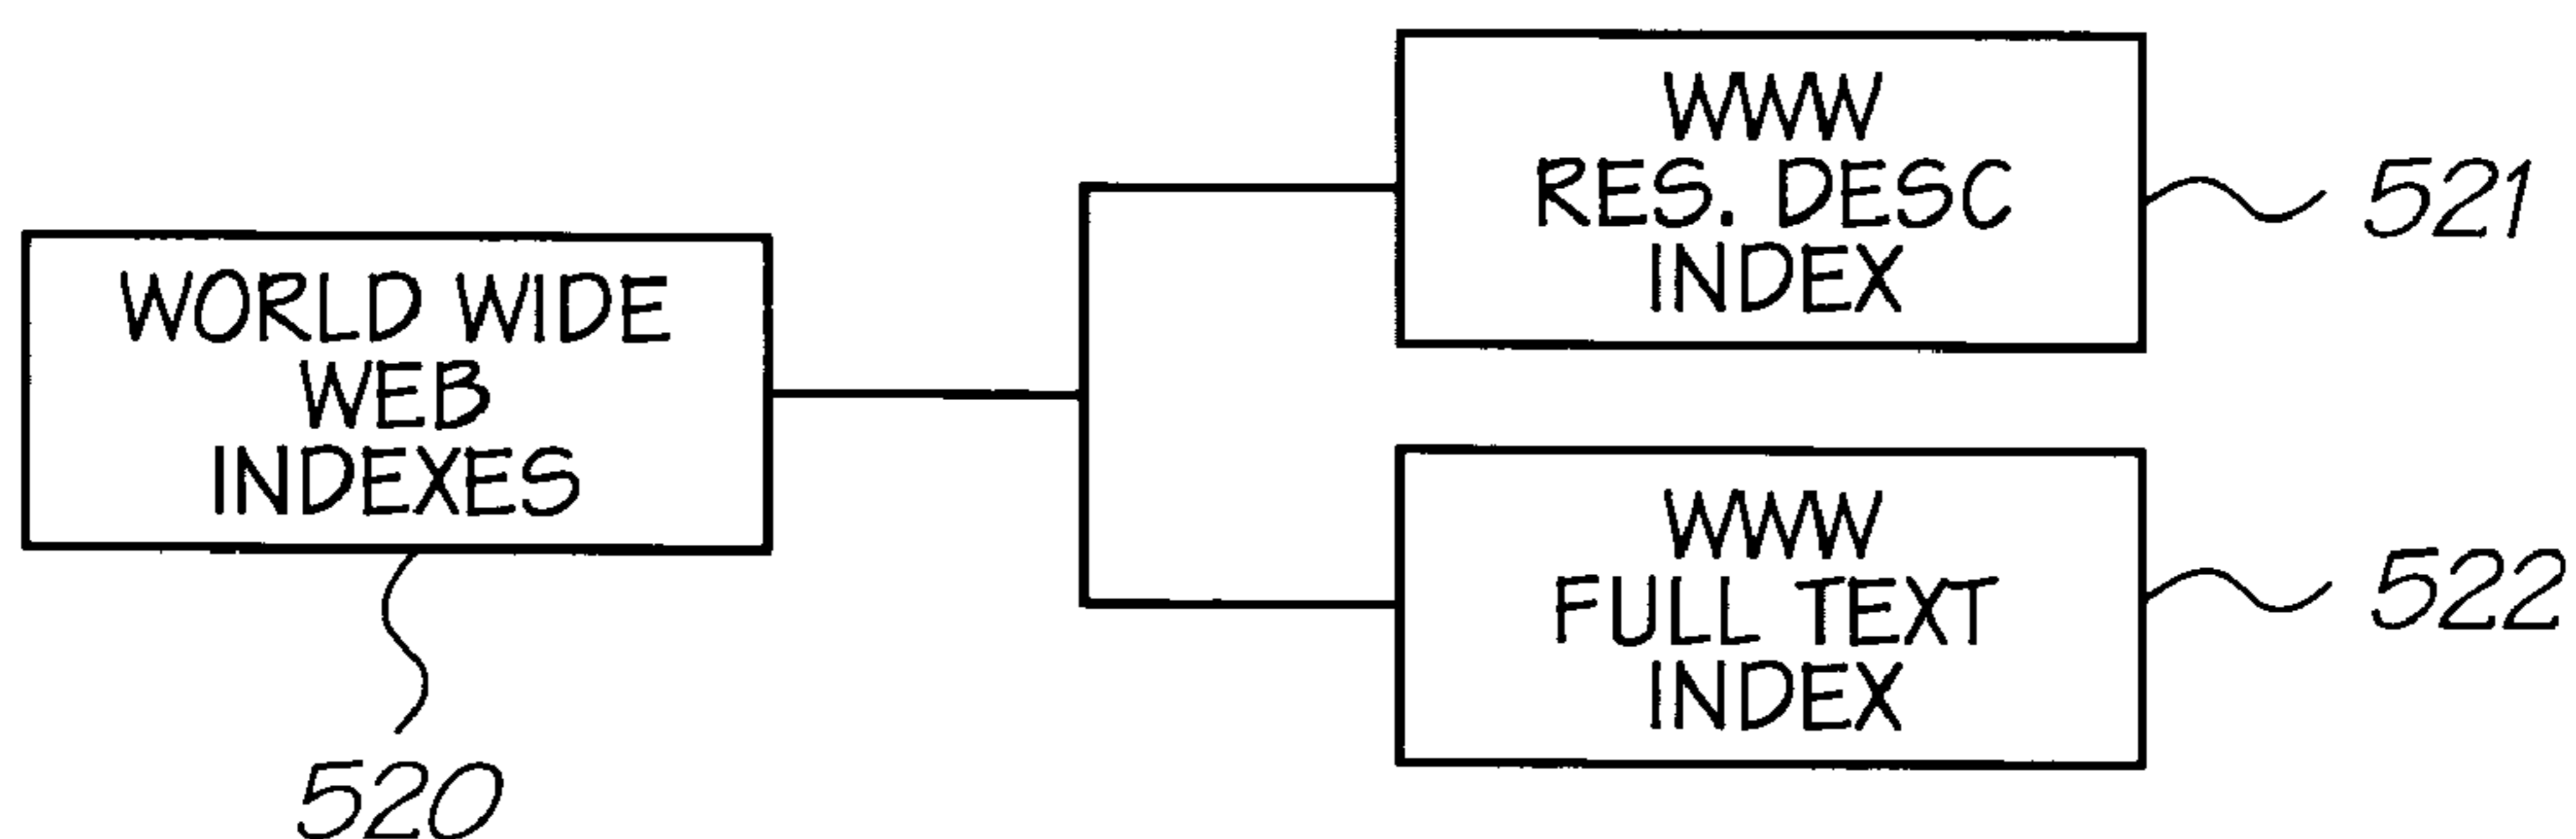 WORLD WIDE
WEB
INDEXES
520
WWW
RES. DESC
INDEX
521
WWW
FULL TEXT
INDEX
522